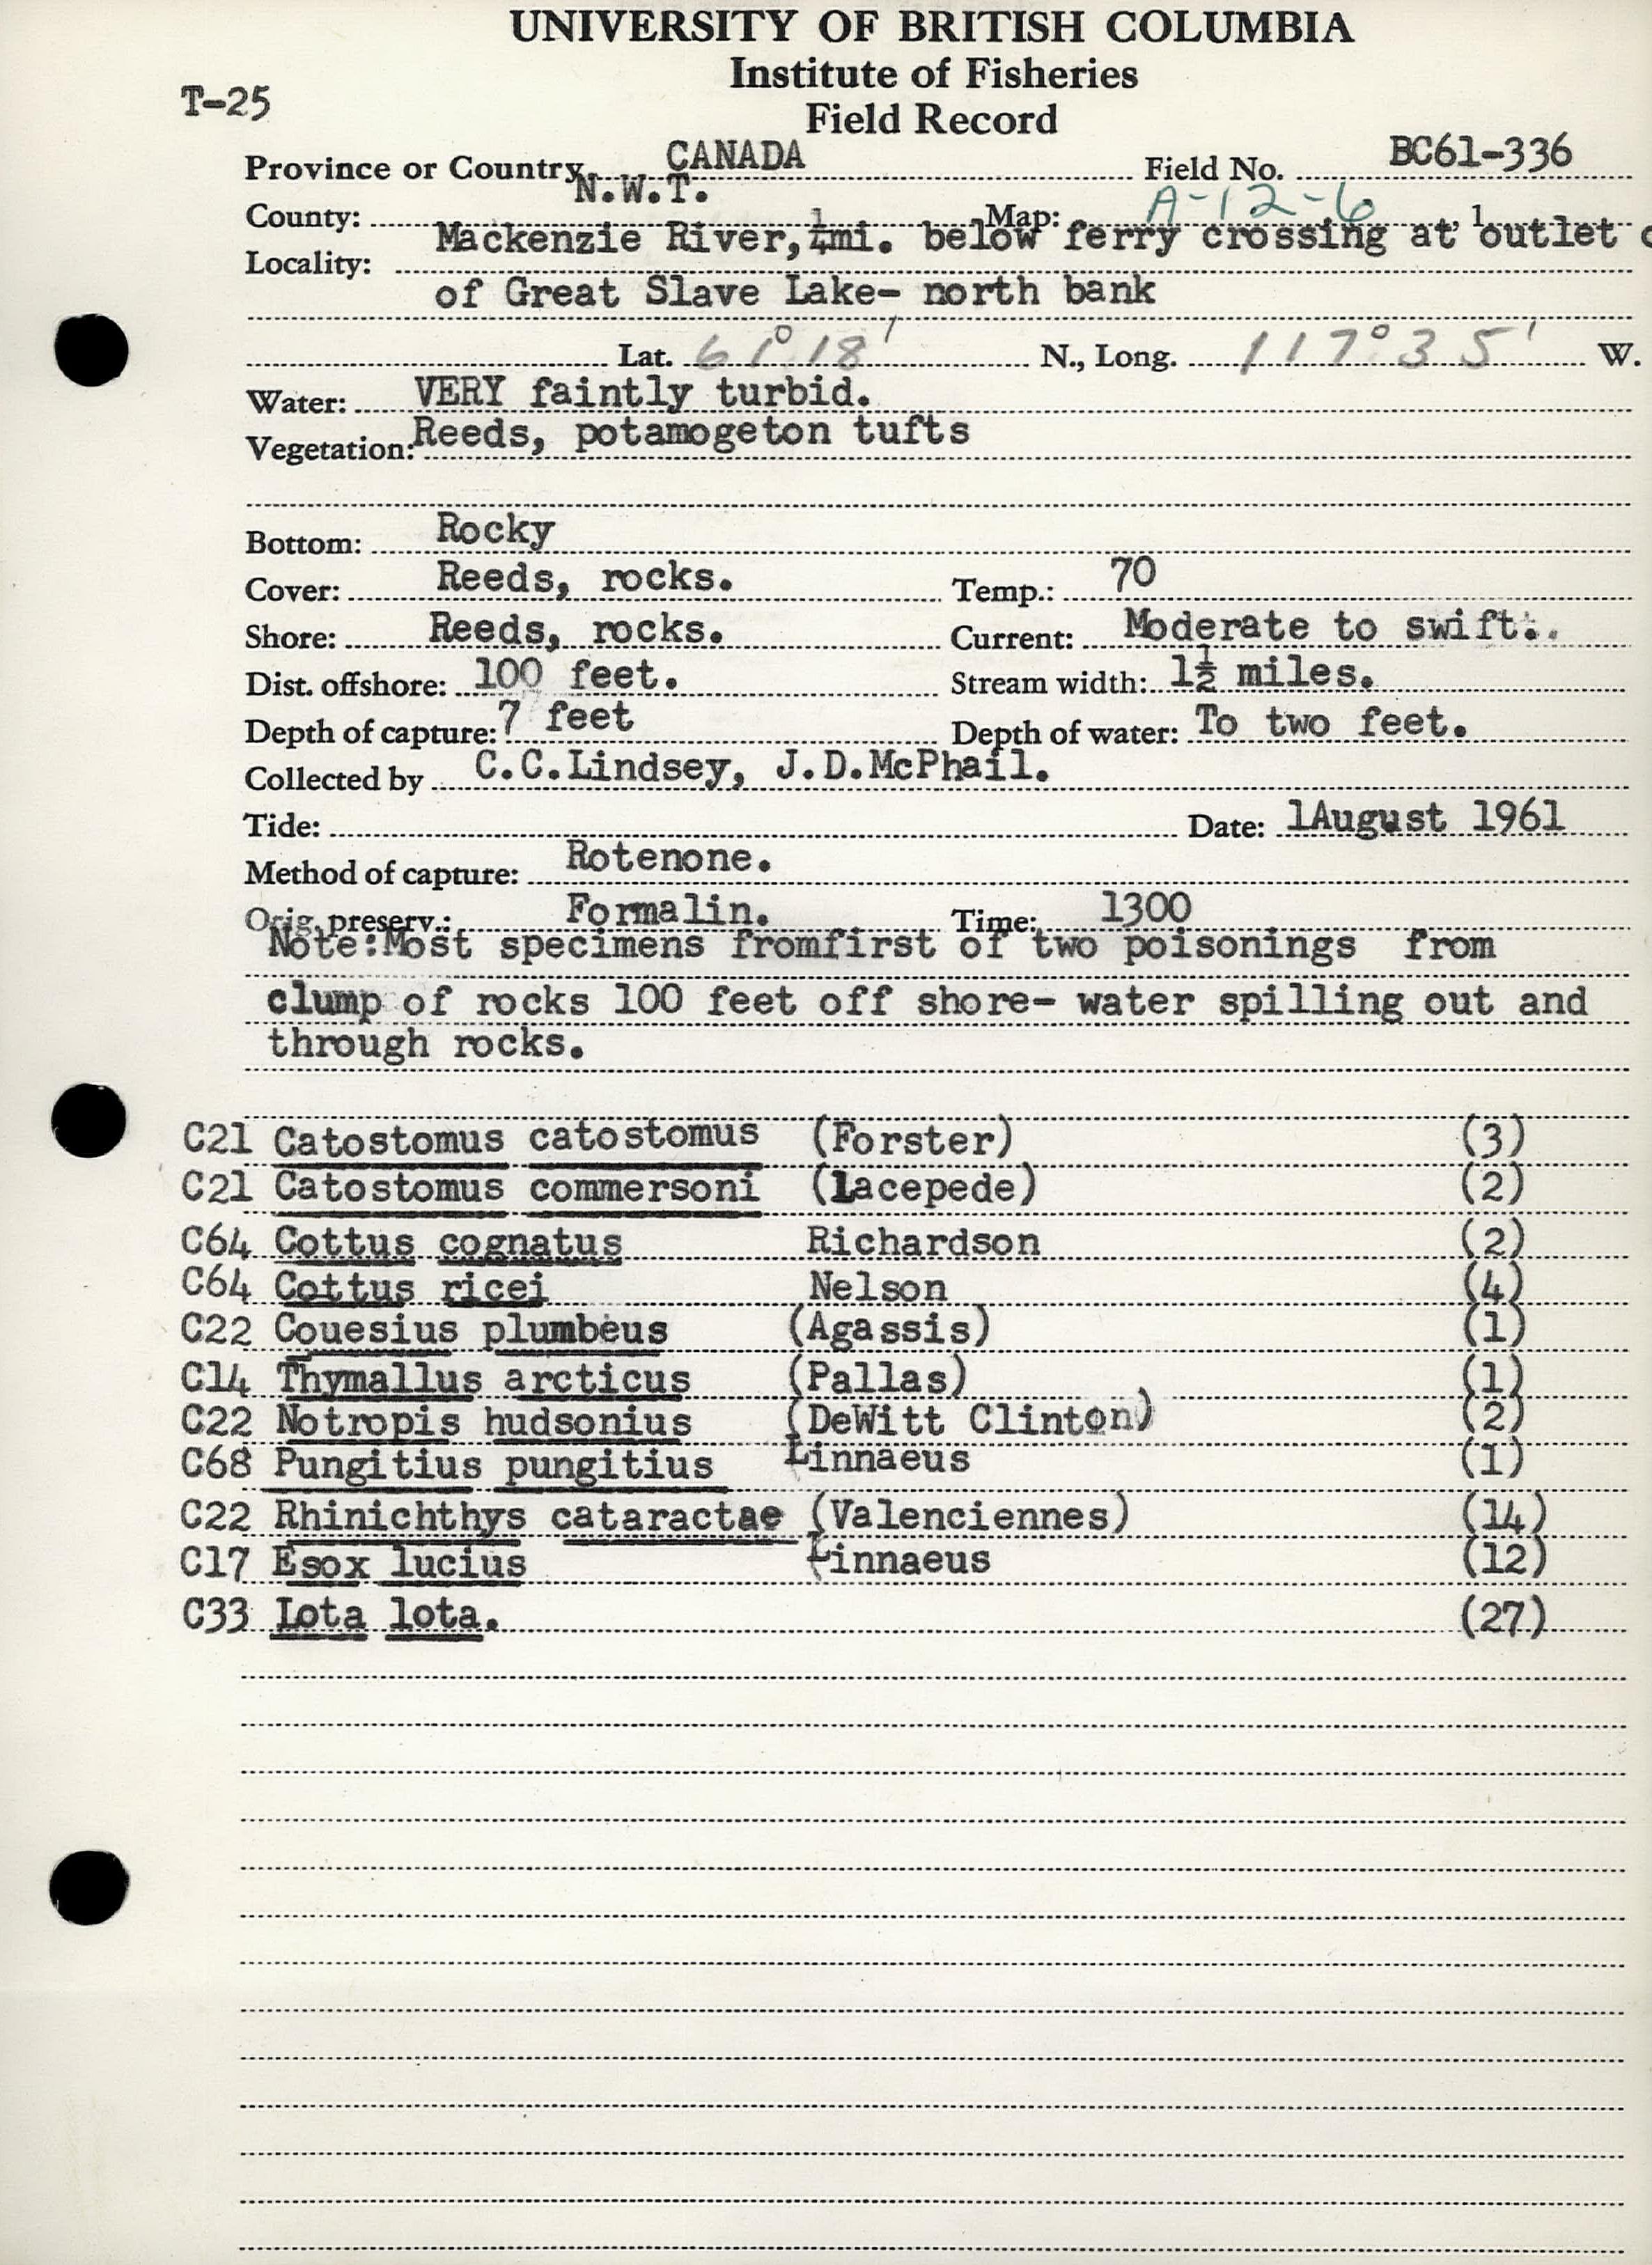 UNIVERSITY OF BRITISH COLUMBIA
Institute of Fisheries
T-25
Field Record
Province or Country CANADA Field No. BC61-336
N.W.T.
County: Map: A-12-6
Locality: Mackenzie River, ¼mi. below ferry crossing at outlet
of Great Slave Lake- north bank
Lat. 61° 18' N., Long. 117° 35' W.
Water: VERY faintly turbid.
Vegetation: Reeds, potamogeton tufts
Bottom: Rocky
Cover: Reeds, rocks. Temp.: 70
Shore: Reeds, rocks. Current: Moderate to swift..
Dist. offshore: 100 feet. Stream width: 1½ miles.
Depth of capture: 7 feet Depth of water: To two feet.
Collected by C.C.Lindsey, J.D.McPhail.
Tide: Date: 1August 1961
Method of capture: Rotenone.
Orig. preserv.: Formalin. Time: 1300
Note:Most specimens fromfirst of two poisonings from
clump of rocks 100 feet off shore- water spilling out and
through rocks.
C21 Catostomus catostomus (Forster) (3)
C21 Catostomus commersoni (lacepede) (2)
C64 Cottus cognatus Richardson (2)
C64 Cottus ricei Nelson (4)
C22 Couesius plumbeus (Agassis) (1)
C14 Thymallus arcticus (Pallas) (1)
C22 Notropis hudsonius (DeWitt Clinton) (2)
C68 Pungitius pungitius Linnaeus (1)
C22 Rhinichthys cataractae (Valenciennes) (14)
C17 Esox lucius Linnaeus (12)
C33 Lota lota. (27)